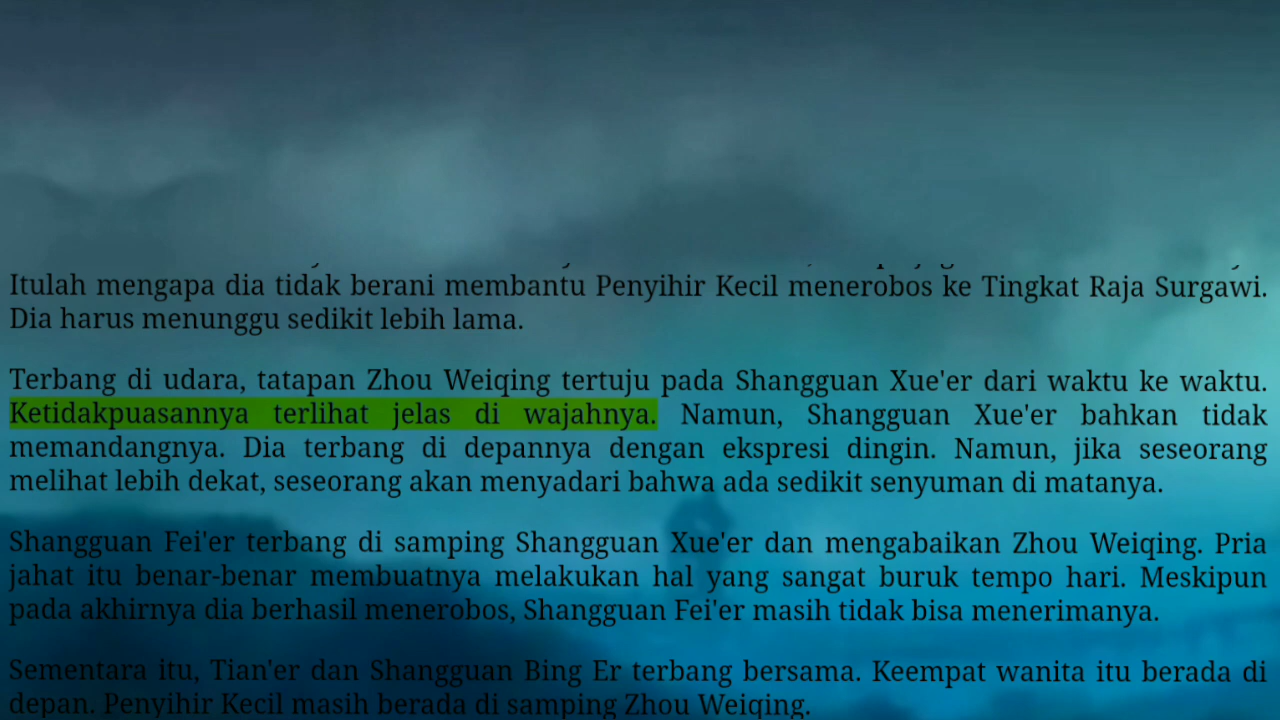 Itulah mengapa dia tidak berani membantu Penyihir Kecil menerobos ke Tingkat Raja Surgawi.
Dia harus menunggu sedikit lebih lama.
Terbang di udara, tatapan Zhou Weiqing tertuju pada Shangguan Xue'er dari waktu ke waktu.
Ketidakpuasannya terlihat jelas di wajahnya. Namun, Shangguan Xue'er bahkan tidak
memandangnya. Dia terbang di depannya dengan ekspresi dingin. Namun, jika seseorang
melihat lebih dekat, seseorang akan menyadari bahwa ada sedikit senyuman di matanya.
Shangguan Fei'er terbang di samping Shangguan Xue'er dan mengabaikan Zhou Weiqing. Pria
jahat itu benar-benar membuatnya melakukan hal yang sangat buruk tempo hari. Meskipun
pada akhirnya dia berhasil menerobos, Shangguan Fei'er masih tidak bisa menerimanya.
Sementara itu, Tian'er dan Shangguan Bing Er terbang bersama. Keempat wanita itu berada di
depan. Penyihir Kecil masih berada di samping Zhou Weiqing.